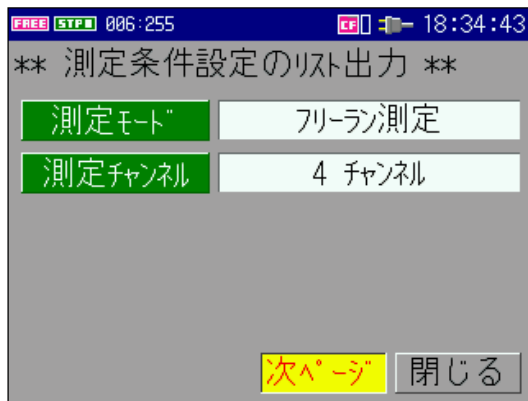 FREE STP 006:255 CF 18:34:43
** 測定条件設定のリスト出力 **
測定モード フリーラン測定
測定チャンネル 4 チャンネル
次ページ 閉じる